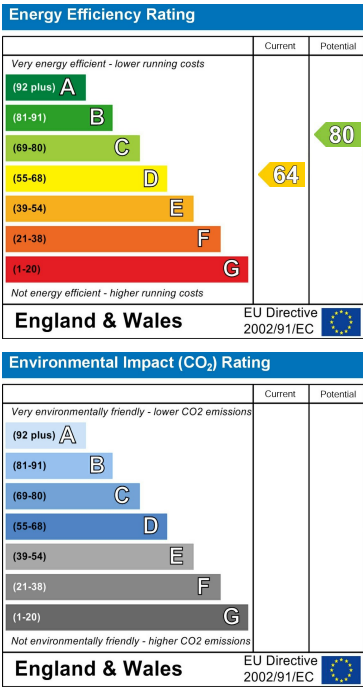 Energy Efficiency Rating
Current Potential
Very energy efficient - lower running costs
(92 plus) A
(81-91) B
(69-80) C
(55-68) D
(39-54) E
(21-38) F
(1-20) G
64
80
Not energy efficient - higher running costs
England & Wales
EU Directive
2002/91/EC
Environmental Impact (CO₂) Rating
Current Potential
Very environmentally friendly - lower CO2 emissions
(92 plus) A
(81-91) B
(69-80) C
(55-68) D
(39-54) E
(21-38) F
(1-20) G
Not environmentally friendly - higher CO2 emissions
England & Wales
EU Directive
2002/91/EC